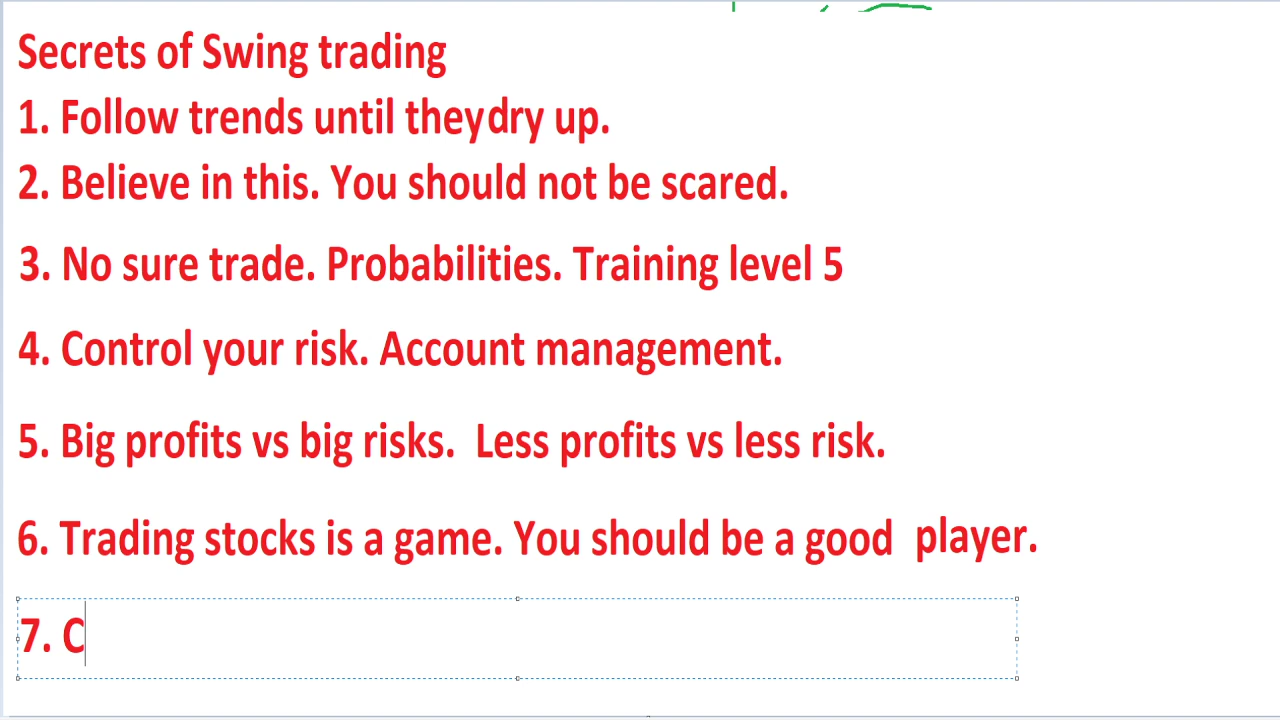 Secrets of Swing trading
1. Follow trends until they dry up.
2. Believe in this. You should not be scared.
3. No sure trade. Probabilities. Training level 5
4. Control your risk. Account management.
5. Big profits vs big risks. Less profits vs less risk.
6. Trading stocks is a game. You should be a good player.
7. C